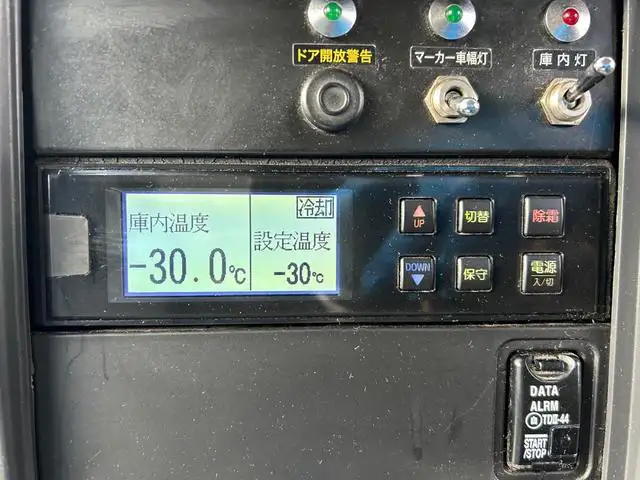 ドア開放警告
マーカー車幅灯
庫内灯
庫内温度
-30.0℃
冷却
設定温度
-30℃
UP
切替
除霜
DOWN
保守
電源
入/切
DATA
ALRM
TDII-44
START
/STOP